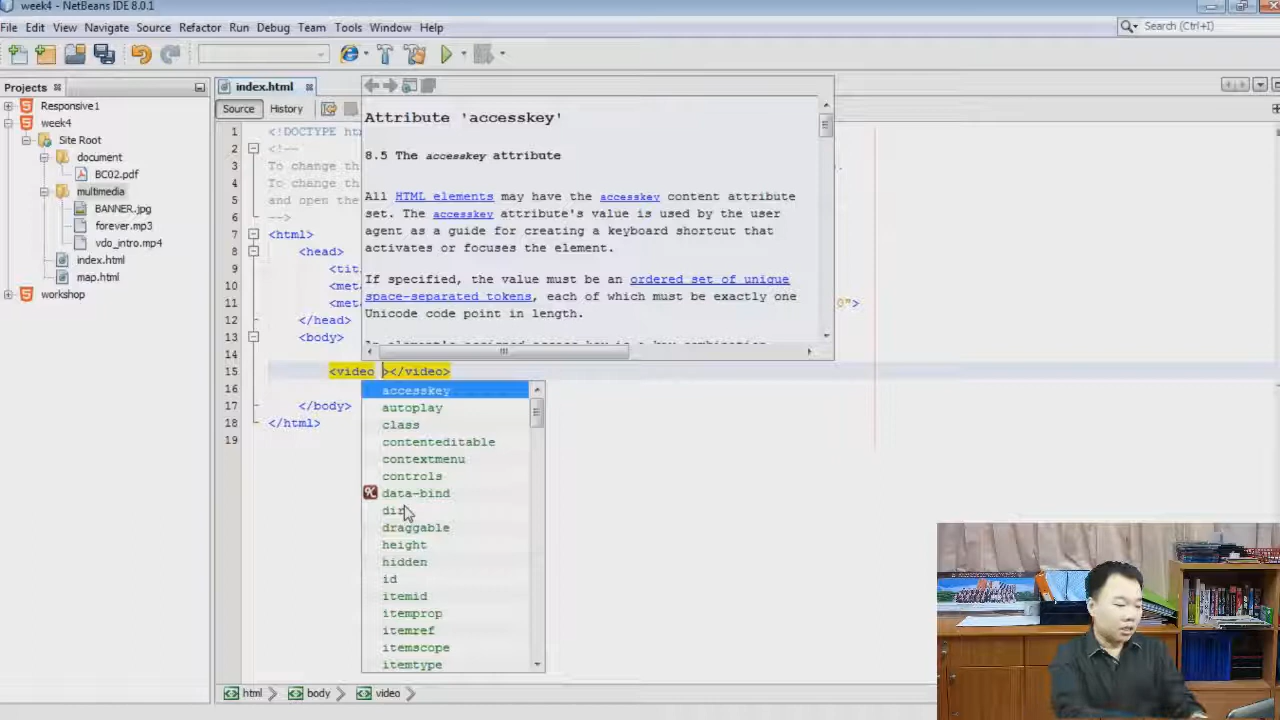 week4 - NetBeans IDE 8.0.1
File Edit View Navigate Source Refactor Run Debug Team Tools Window Help
Search (Ctrl+I)
Projects
index.html
Responsive1
week4
Site Root
document
BC02.pdf
multimedia
BANNER.jpg
forever.mp3
vdo_intro.mp4
index.html
map.html
workshop
Source History
1 <!DOCTYPE htm
2 <!--
3 To change th
4 To change th
5 and open the
6 -->
7 <html>
8 <head>
9 <tit
10 <met
11 <met 0">
12 </head>
13 <body>
14
15 <video ></video>
16
17 </body>
18 </html>
19
Attribute 'accesskey'
8.5 The accesskey attribute
All HTML elements may have the accesskey content attribute
set. The accesskey attribute's value is used by the user
agent as a guide for creating a keyboard shortcut that
activates or focuses the element.
If specified, the value must be an ordered set of unique
space-separated tokens, each of which must be exactly one
Unicode code point in length.
accesskey
autoplay
class
contenteditable
contextmenu
controls
data-bind
dir
draggable
height
hidden
id
itemid
itemprop
itemref
itemscope
itemtype
html body video